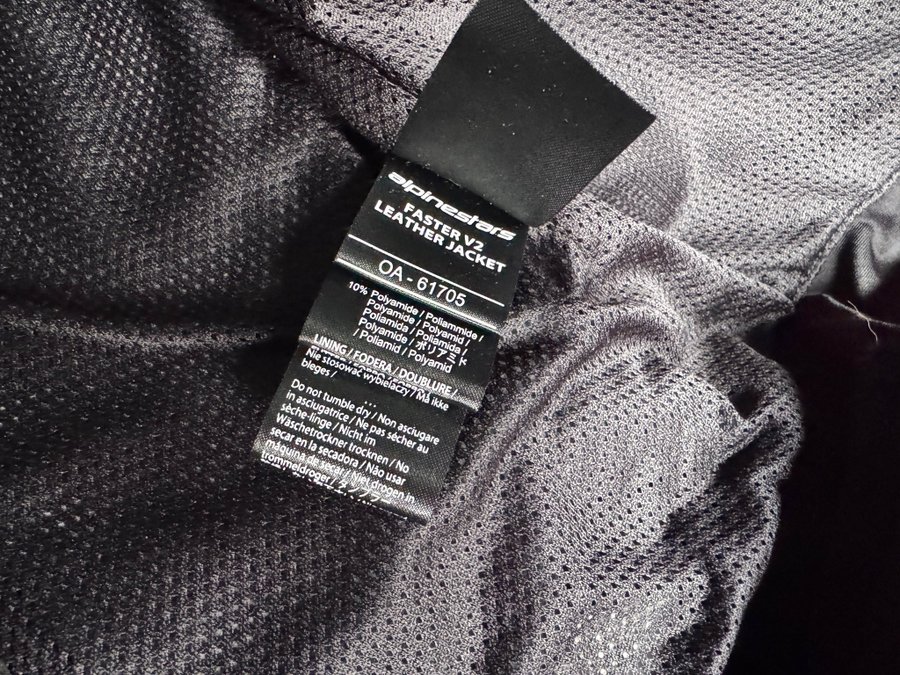 alpinestars
FASTER V2
LEATHER JACKET
OA - 61705
10% Polyamide / Poliammide /
Polyamide / Polyamid /
Poliamida / Poliamida /
Polyamide / ポリアミド
/ Poliamid / Polyamid
LINING / FODERA / DOUBLURE /
Nie stosować wybielaczy / Må ikke
bleges /
...
Do not tumble dry / Non asciugare
in asciugatrice / Ne pas sécher au
sèche-linge / Nicht im
Wäschetrockner trocknen / No
secar en la secadora / Não usar
máquina de secar / Niet drogen in
trommeldroger /